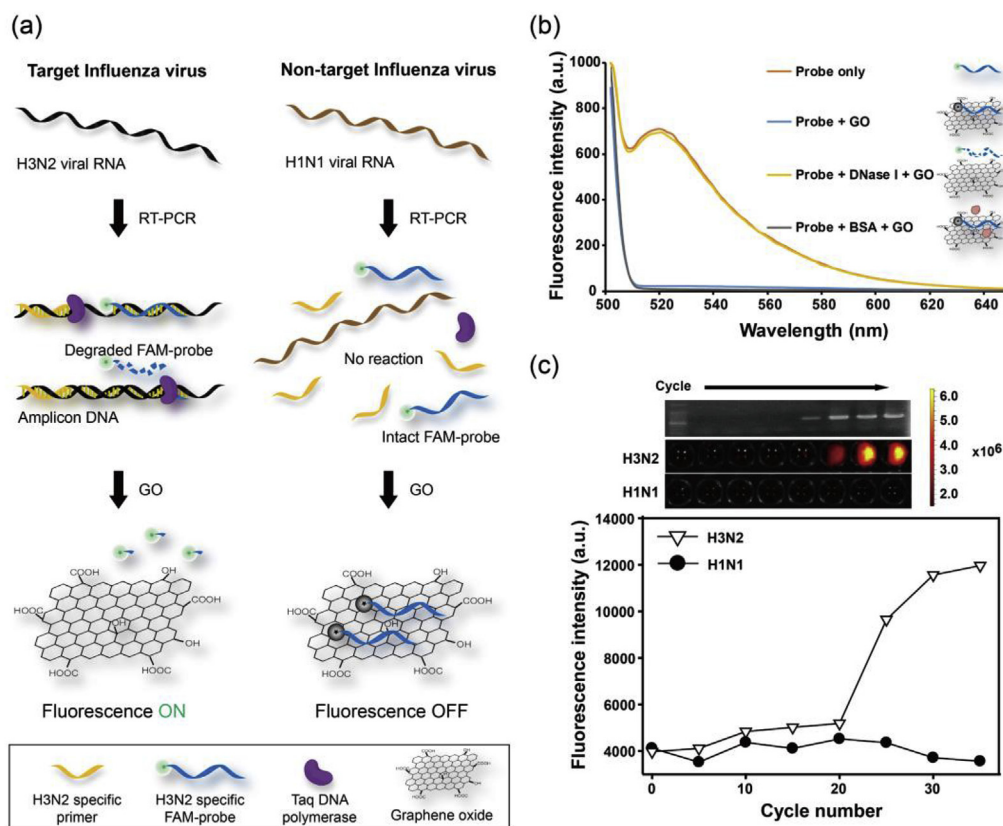 (a)
Target Influenza virus
Non-target Influenza virus
H3N2 viral RNA
H1N1 viral RNA
RT-PCR
RT-PCR
Degraded FAM-probe
Amplicon DNA
No reaction
Intact FAM-probe
GO
GO
COOH
OH
COOH
OH
OH
HOOC
HOOC
COOH
COOH
OH
COOH
HOOC
OH
OH
HOOC
HOOC
COOH
Fluorescence ON
Fluorescence OFF
H3N2 specific
primer
H3N2 specific
FAM-probe
Taq DNA
polymerase
Graphene oxide
(b)
Fluorescence intensity (a.u.)
1000
800
600
400
200
0
500
520
540
560
580
600
620
640
Wavelength (nm)
Probe only
Probe + GO
Probe + DNase I + GO
Probe + BSA + GO
(c)
Cycle
H3N2
H1N1
6.0
5.0
4.0
3.0
2.0
x10⁶
Fluorescence intensity (a.u.)
14000
12000
10000
8000
6000
4000
H3N2
H1N1
0
10
20
30
Cycle number